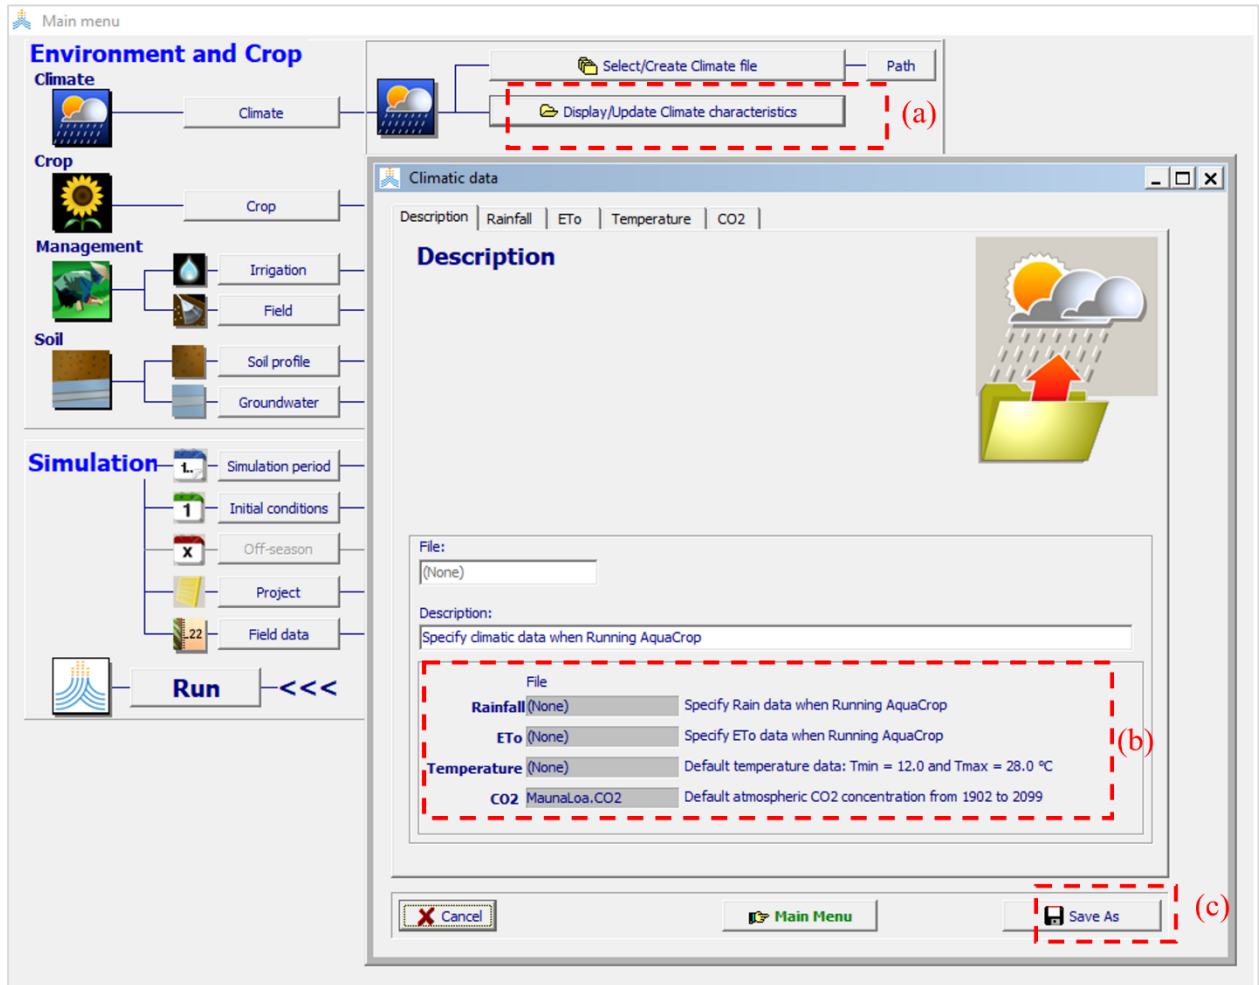 Main menu
Environment and Crop
Climate
Climate
Select/Create Climate file
Path
Display/Update Climate characteristics
(a)
Crop
Crop
Management
Irrigation
Field
Soil
Soil profile
Groundwater
Simulation
1..
Simulation period
1
Initial conditions
x
Off-season
Project
.22
Field data
Run
<<<
Climatic data
Description
Rainfall
ETo
Temperature
CO2
Description
File:
(None)
Description:
Specify climatic data when Running AquaCrop
File
Rainfall (None) Specify Rain data when Running AquaCrop
ETo (None) Specify ETo data when Running AquaCrop
(b)
Temperature (None) Default temperature data: Tmin = 12.0 and Tmax = 28.0 °C
CO2 MaunaLoa.CO2 Default atmospheric CO2 concentration from 1902 to 2099
Cancel
Main Menu
Save As
(c)